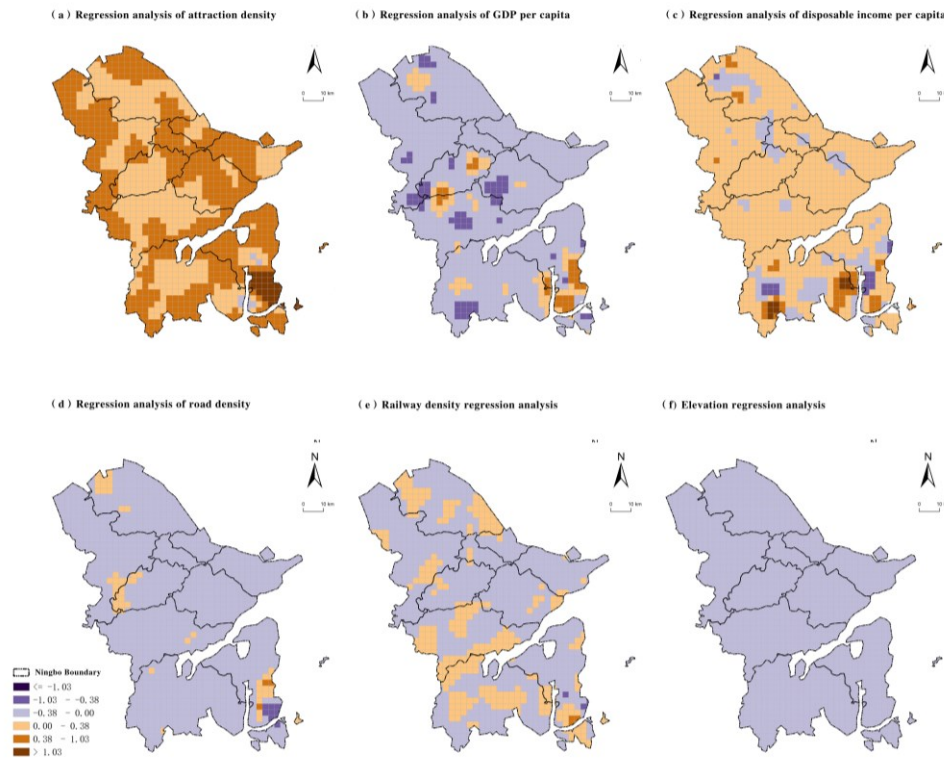 ( a ) Regression analysis of attraction density
( b ) Regression analysis of GDP per capita
( c ) Regression analysis of disposable income per capita
0 10 km
0 10 km
0 10 km
( d ) Regression analysis of road density
( e ) Railway density regression analysis
( f ) Elevation regression analysis
N
N
N
0 10 km
0 10 km
0 10 km
Ningbo Boundary
<= -1.03
-1.03 - -0.38
-0.38 - 0.00
0.00 - 0.38
0.38 - 1.03
> 1.03